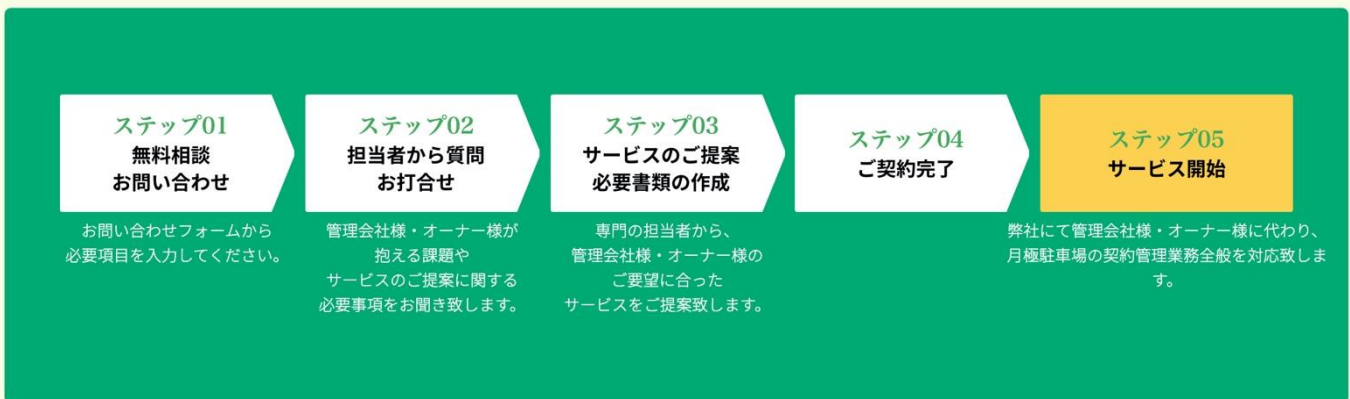 ステップ01
無料相談
お問い合わせ
お問い合わせフォームから
必要項目を入力してください。
ステップ02
担当者から質問
お打合せ
管理会社様・オーナー様が
抱える課題や
サービスのご提案に関する
必要事項をお聞き致します。
ステップ03
サービスのご提案
必要書類の作成
専門の担当者から、
管理会社様・オーナー様の
ご要望に合った
サービスをご提案致します。
ステップ04
ご契約完了
ステップ05
サービス開始
弊社にて管理会社様・オーナー様に代わり、
月極駐車場の契約管理業務全般を対応致しま
す。